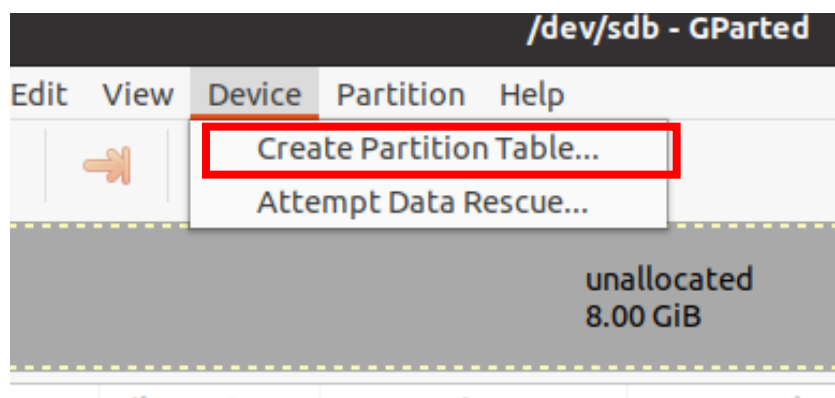 /dev/sdb - GParted
Edit View Device Partition Help
Create Partition Table...
Attempt Data Rescue...
unallocated
8.00 GiB